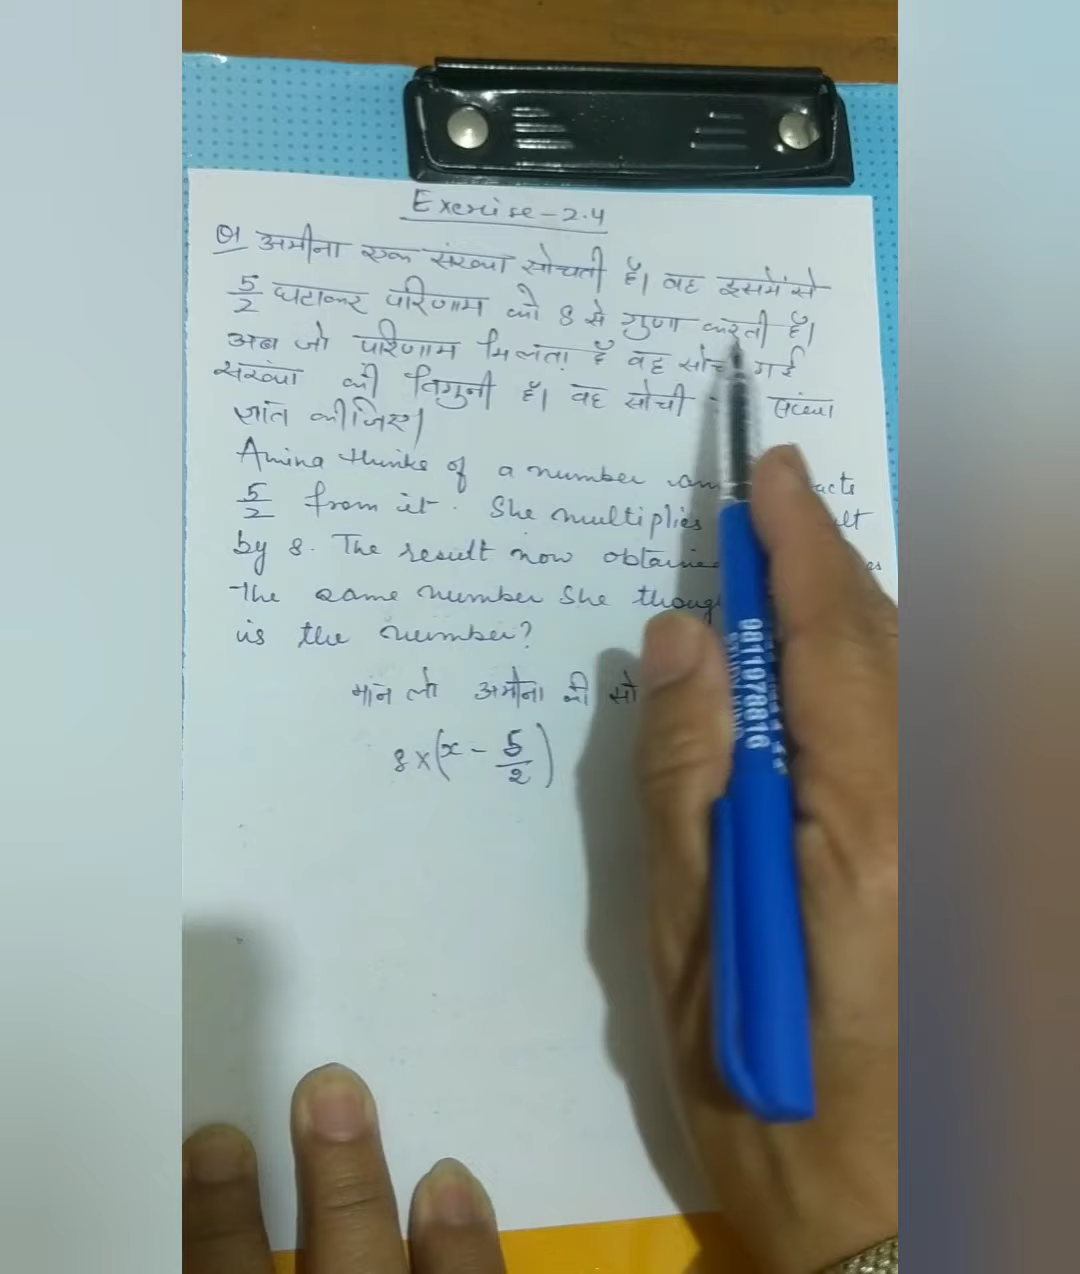 Exercise-2.4
Q1 अमीना एक संख्या सोचती है। वह इसमें से
5/2 घटाकर परिणाम को 8 से गुणा करती है।
अब जो परिणाम मिलता है वह सोची गई
संख्या की तिगुनी है। वह सोची संख्या
ज्ञात कीजिए।
Amina thinks of a number
5/2 from it. She multiplies
by 8. The result now obtained
the same number She
is the number?
मान लो अमीना की
8×(x - 5/2)
9811978816